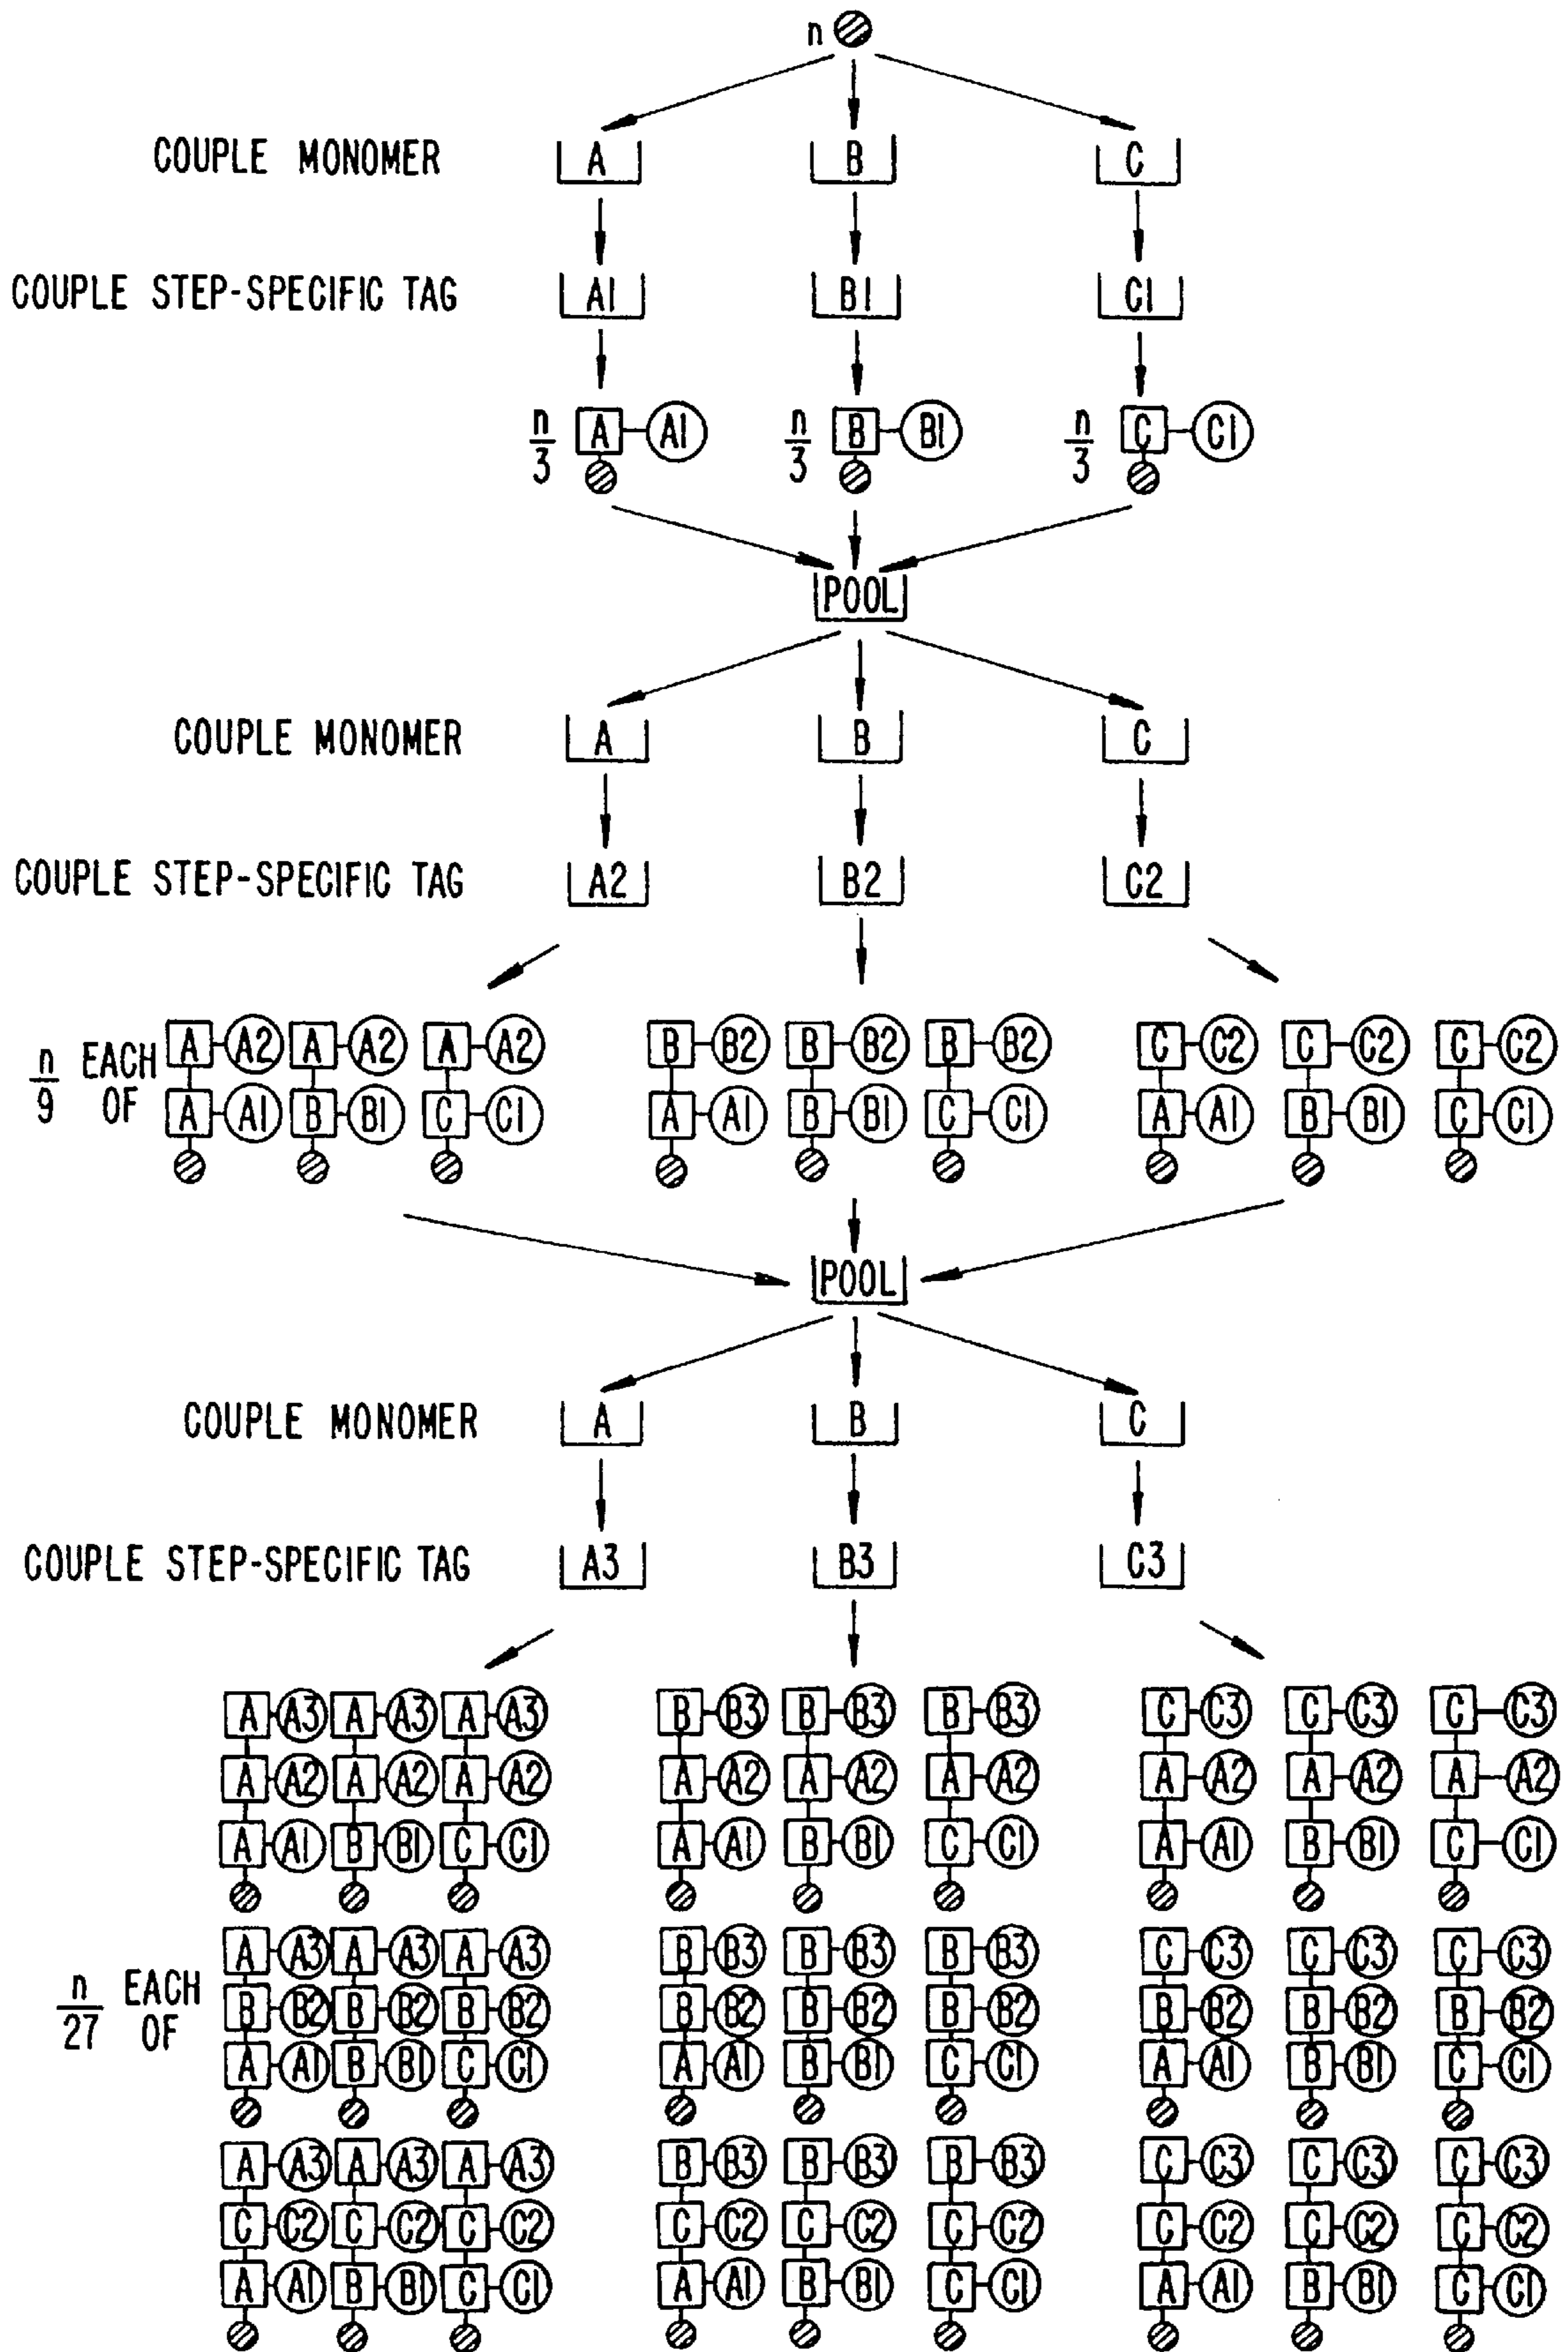 n
COUPLE MONOMER A B C
COUPLE STEP-SPECIFIC TAG A1 B1 C1
n/3 A A1 n/3 B B1 n/3 C C1
POOL
COUPLE MONOMER A B C
COUPLE STEP-SPECIFIC TAG A2 B2 C2
n/9 EACH OF
A A2 A A2 A A2 B B2 B B2 B B2 C C2 C C2 C C2
A A1 B B1 C C1 A A1 B B1 C C1 A A1 B B1 C C1
POOL
COUPLE MONOMER A B C
COUPLE STEP-SPECIFIC TAG A3 B3 C3
A A3 A A3 A A3 B B3 B B3 B B3 C C3 C C3 C C3
A A2 A A2 A A2 A A2 A A2 A A2 A A2 A A2 A A2
A A1 B B1 C C1 A A1 B B1 C C1 A A1 B B1 C C1
n/27 EACH OF
A A3 A A3 A A3 B B3 B B3 B B3 C C3 C C3 C C3
B B2 B B2 B B2 B B2 B B2 B B2 B B2 B B2 B B2
A A1 B B1 C C1 A A1 B B1 C C1 A A1 B B1 C C1
A A3 A A3 A A3 B B3 B B3 B B3 C C3 C C3 C C3
C C2 C C2 C C2 C C2 C C2 C C2 C C2 C C2 C C2
A A1 B B1 C C1 A A1 B B1 C C1 A A1 B B1 C C1